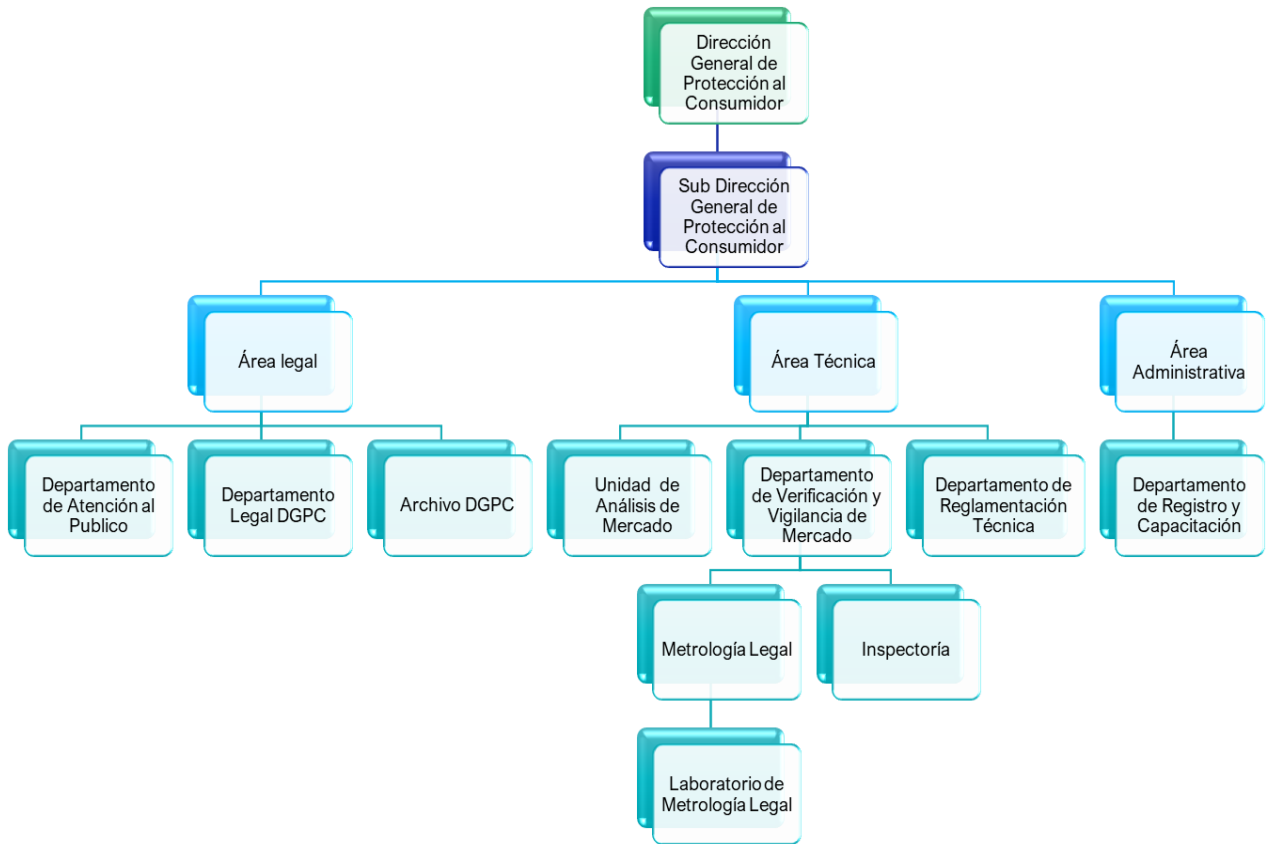 Dirección
General de
Protección al
Consumidor
Sub Dirección
General de
Protección al
Consumidor
Área legal
Área Técnica
Área
Administrativa
Departamento
de Atención al
Publico
Departamento
Legal DGPC
Archivo DGPC
Unidad de
Análisis de
Mercado
Departamento
de Verificación y
Vigilancia de
Mercado
Departamento de
Reglamentación
Técnica
Departamento
de Registro y
Capacitación
Metrología Legal
Inspectoría
Laboratorio de
Metrología Legal